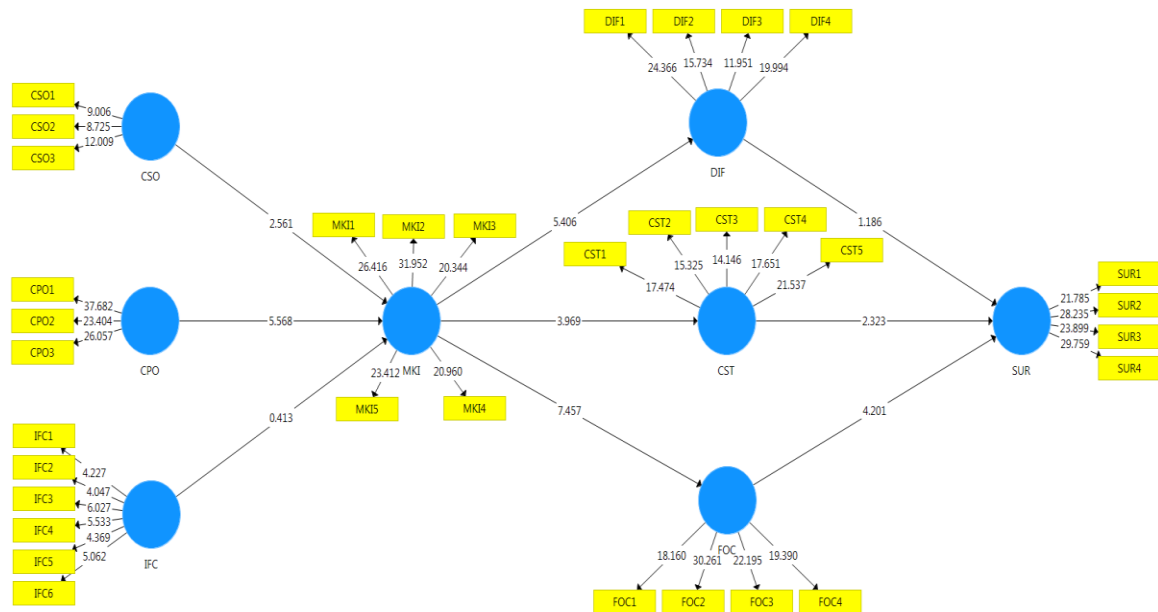 DIF1 DIF2 DIF3 DIF4
24.366 15.734 11.951 19.994
DIF
CSO1
CSO2
CSO3
9.006
8.725
12.009
CSO
2.561
MKI1 MKI2 MKI3
26.416 31.952 20.344
5.406
CST1 CST2 CST3 CST4 CST5
17.474 15.325 14.146 17.651 21.537
1.186
CPO1
CPO2
CPO3
37.682
23.404
26.057
CPO
5.568
MKI
3.969
CST
2.323
SUR1
SUR2
SUR3
SUR4
21.785
28.235
23.899
29.759
SUR
23.412 20.960
MKI5 MKI4
0.413
7.457
4.201
IFC1
IFC2
IFC3
IFC4
IFC5
IFC6
4.227
4.047
6.027
5.533
4.369
5.062
IFC
FOC
18.160 30.261 22.195 19.390
FOC1 FOC2 FOC3 FOC4